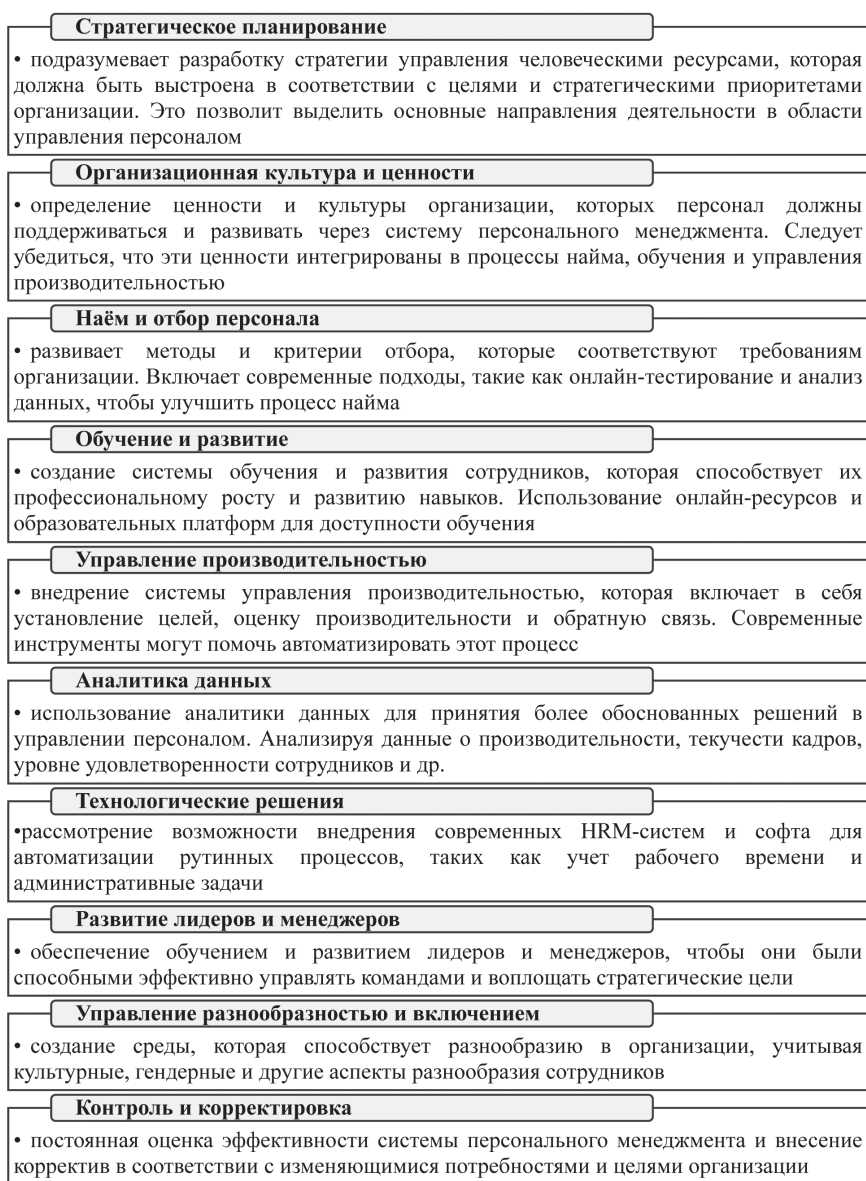 Стратегическое планирование
• подразумевает разработку стратегии управления человеческими ресурсами, которая
должна быть выстроена в соответствии с целями и стратегическими приоритетами
организации. Это позволит выделить основные направления деятельности в области
управления персоналом
Организационная культура и ценности
• определение ценности и культуры организации, которых персонал должны
поддерживаться и развивать через систему персонального менеджмента. Следует
убедиться, что эти ценности интегрированы в процессы найма, обучения и управления
производительностью
Наём и отбор персонала
• развивает методы и критерии отбора, которые соответствуют требованиям
организации. Включает современные подходы, такие как онлайн-тестирование и анализ
данных, чтобы улучшить процесс найма
Обучение и развитие
• создание системы обучения и развития сотрудников, которая способствует их
профессиональному росту и развитию навыков. Использование онлайн-ресурсов и
образовательных платформ для доступности обучения
Управление производительностью
• внедрение системы управления производительностью, которая включает в себя
установление целей, оценку производительности и обратную связь. Современные
инструменты могут помочь автоматизировать этот процесс
Аналитика данных
• использование аналитики данных для принятия более обоснованных решений в
управлении персоналом. Анализируя данные о производительности, текучести кадров,
уровне удовлетворенности сотрудников и др.
Технологические решения
•рассмотрение возможности внедрения современных HRM-систем и софта для
автоматизации рутинных процессов, таких как учет рабочего времени и
административные задачи
Развитие лидеров и менеджеров
• обеспечение обучением и развитием лидеров и менеджеров, чтобы они были
способными эффективно управлять командами и воплощать стратегические цели
Управление разнообразностью и включением
• создание среды, которая способствует разнообразию в организации, учитывая
культурные, гендерные и другие аспекты разнообразия сотрудников
Контроль и корректировка
• постоянная оценка эффективности системы персонального менеджмента и внесение
корректив в соответствии с изменяющимися потребностями и целями организации